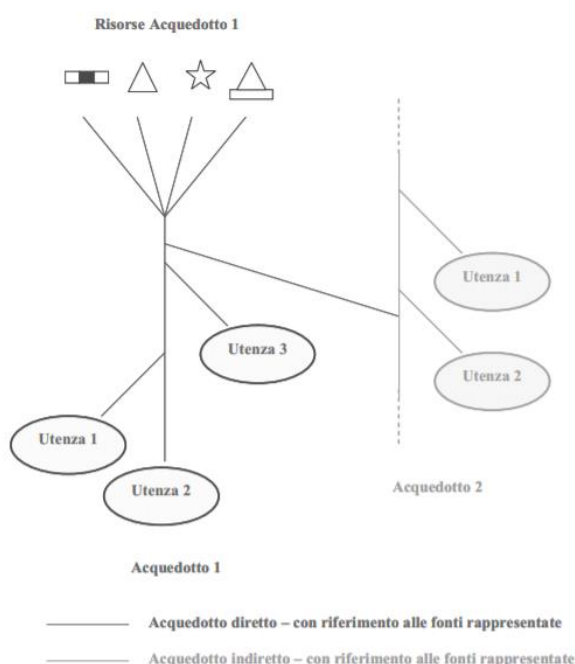 Risorse Acquedotto 1
Utenza 1
Utenza 2
Utenza 3
Utenza 1
Utenza 2
Acquedotto 2
Acquedotto 1
Acquedotto diretto – con riferimento alle fonti rappresentate
Acquedotto indiretto – con riferimento alle fonti rappresentate